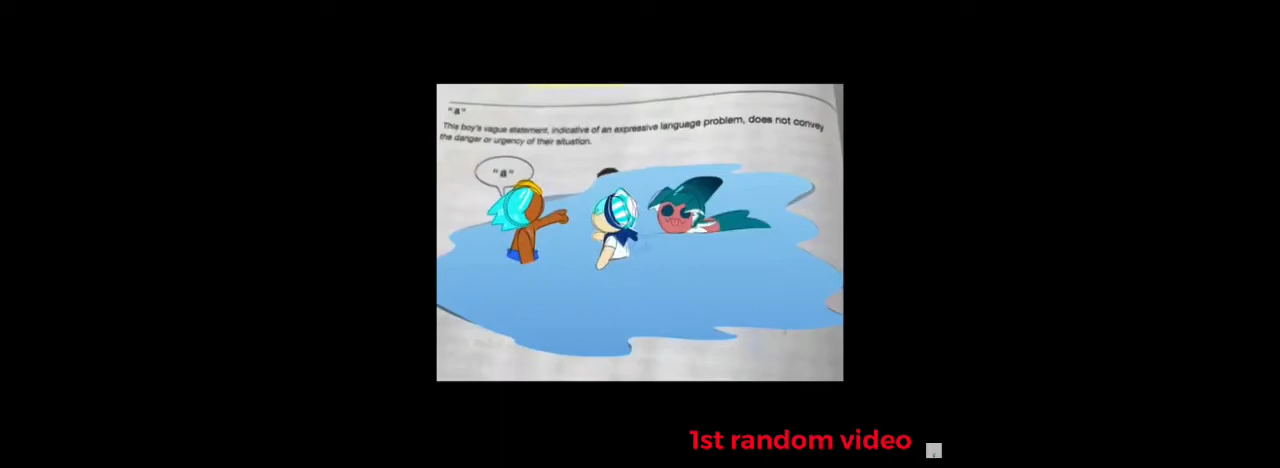 "a"
This boy's vague statement, indicative of an expressive language problem, does not convey
the danger or urgency of their situation.
"a"
1st random video